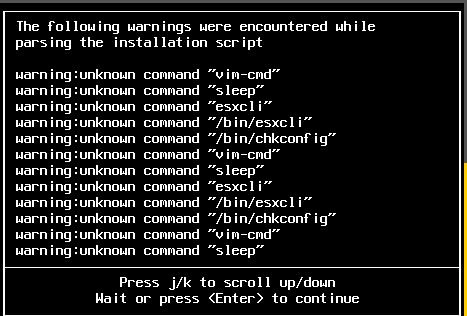 The following warnings were encountered while
parsing the installation script
warning:unknown command "vim-cmd"
warning:unknown command "sleep"
warning:unknown command "esxcli"
warning:unknown command "/bin/esxcli"
warning:unknown command "/bin/chkconfig"
warning:unknown command "vim-cmd"
warning:unknown command "sleep"
warning:unknown command "esxcli"
warning:unknown command "/bin/esxcli"
warning:unknown command "/bin/chkconfig"
warning:unknown command "vim-cmd"
warning:unknown command "sleep"
Press j/k to scroll up/down
Wait or press <Enter> to continue